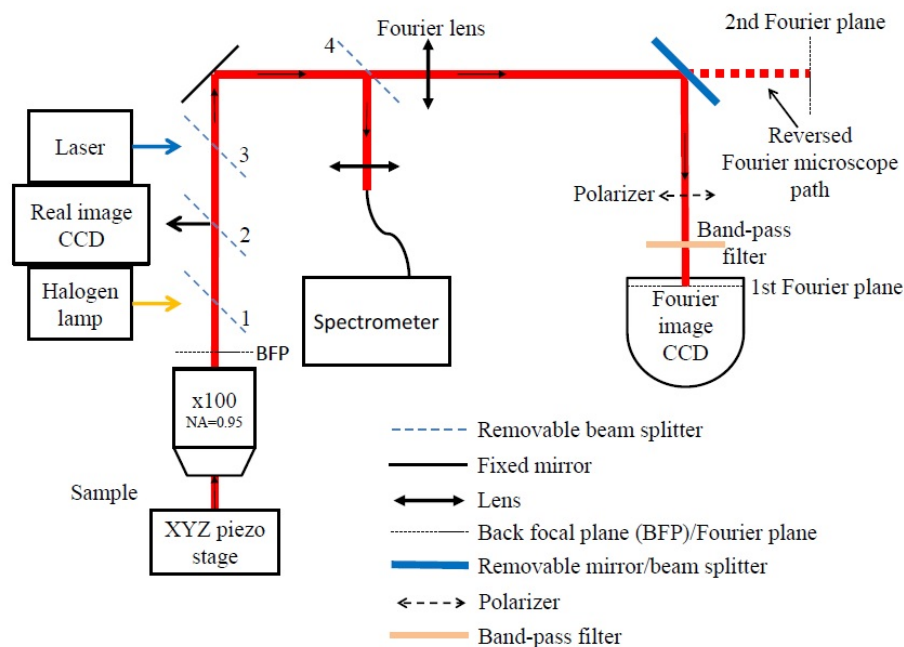 Fourier lens
2nd Fourier plane
4
Laser
3
Reversed
Fourier microscope
path
Real image
CCD
2
Polarizer
Halogen
lamp
1
Band-pass
filter
1st Fourier plane
Fourier
image
CCD
Spectrometer
BFP
x100
NA=0.95
Sample
XYZ piezo
stage
Removable beam splitter
Fixed mirror
Lens
Back focal plane (BFP)/Fourier plane
Removable mirror/beam splitter
Polarizer
Band-pass filter